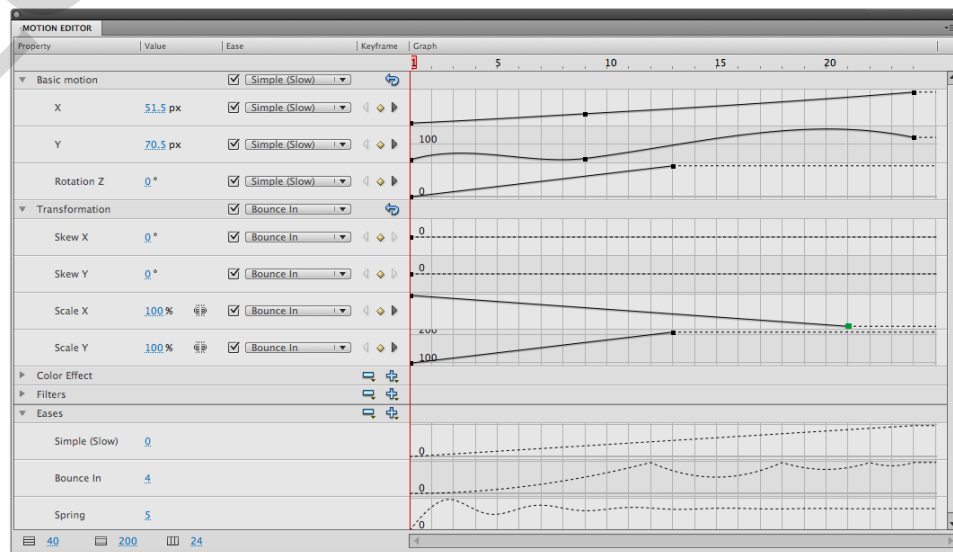 MOTION EDITOR
Property Value Ease Keyframe Graph
1 5 10 15 20
Basic motion Simple (Slow)
X 51.5 px Simple (Slow)
Y 70.5 px Simple (Slow) 100
Rotation Z 0° Simple (Slow) 0
Transformation Bounce In
Skew X 0° Bounce In 0
Skew Y 0° Bounce In 0
Scale X 100 % Bounce In 200
Scale Y 100 % Bounce In 100
Color Effect
Filters
Eases
Simple (Slow) 0 0
Bounce In 4 0
Spring 5 0
40 200 24